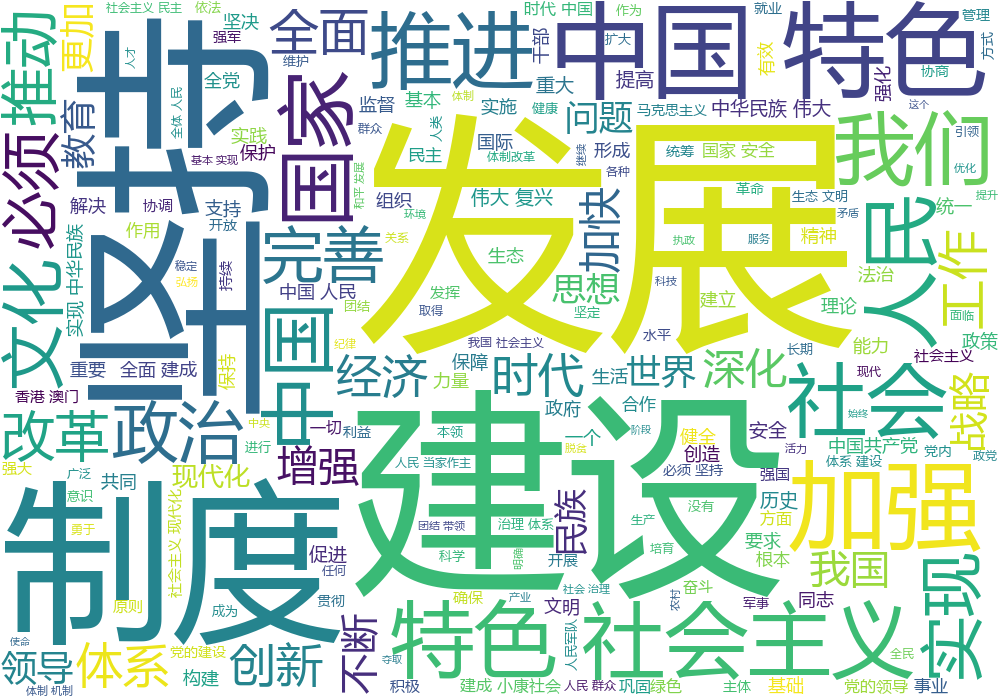 社会主义 民主
依法
时代 中国
作为
就业
管理
推动
更加
人才
坚持
坚决
强军
全面
维护
推进
干部
扩大
中国
特色
有效
强化
协商
方式
全党
全体 人民
监督
基本
体制
实施
重大
提高
健康
马克思主义
中华民族 伟大
这个
教育
实践
群众
人类
国家
问题
我们
引领
必须
基本 实现
保护
和平 发展
民主
国际
体制改革
继续
形成
各种
统筹
国家 安全
优化
解决
协调
支持
开放
组织
伟大 复兴
环境
加快
革命
生态 文明
矛盾
统一
提升
作用
关系
发展
执政
服务
精神
人民
工作
实现 中华民族
稳定
弘扬
持续
完善
生态
思想
科技
法治
文化
中国 人民
团结
发挥
取得
坚定
建立
理论
面临
政策
主义
保持
中国
纪律
我国 社会主义
水平
长期
能力
社会主义
重要
全面 建成
经济
保障
力量
时代
生活
世界
深化
现代
香港 澳门
政治
中央
一切
利益
本领
政府
合作
阶段
社会
始终
战略
改革
进行
一个
健全
安全
活力
中国共产党
党内
政党
强大
广泛
共同
现代化
增强
人民 当家作主
建设
脱贫
创造
必须 坚持
强国
体系 建设
意识
制度
勇于
社会主义 现代化
促进
任何
团结 带领
治理 体系
民族
生产
没有
历史
方面
加强
科学
明确
开展
培育
要求
根本
我国
实现
原则
成为
贯彻
确保
产业
社会 治理
文明
农村
奋斗
军事
同志
使命
领导
体系
党的建设
创新
不断
夺取
特色
人民军队
社会主义
全民
体制 机制
构建
积极
建成
小康社会
人民 群众
巩固
绿色
主体
基础
党的领导
事业